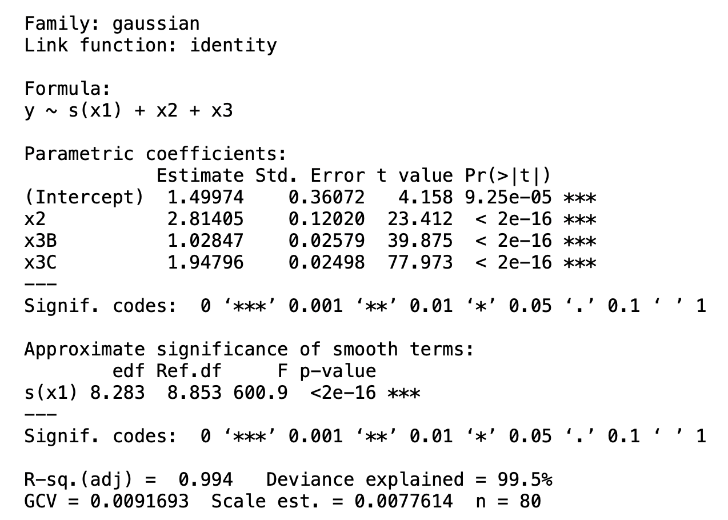 Family: gaussian
Link function: identity
Formula:
y ~ s(x1) + x2 + x3
Parametric coefficients:
Estimate Std. Error t value Pr(>|t|)
(Intercept) 1.49974 0.36072 4.158 9.25e-05 ***
x2 2.81405 0.12020 23.412 < 2e-16 ***
x3B 1.02847 0.02579 39.875 < 2e-16 ***
x3C 1.94796 0.02498 77.973 < 2e-16 ***
---
Signif. codes: 0 ‘***’ 0.001 ‘**’ 0.01 ‘*’ 0.05 ‘.’ 0.1 ‘ ’ 1
Approximate significance of smooth terms:
edf Ref.df F p-value
s(x1) 8.283 8.853 600.9 <2e-16 ***
---
Signif. codes: 0 ‘***’ 0.001 ‘**’ 0.01 ‘*’ 0.05 ‘.’ 0.1 ‘ ’ 1
R-sq.(adj) = 0.994 Deviance explained = 99.5%
GCV = 0.0091693 Scale est. = 0.0077614 n = 80